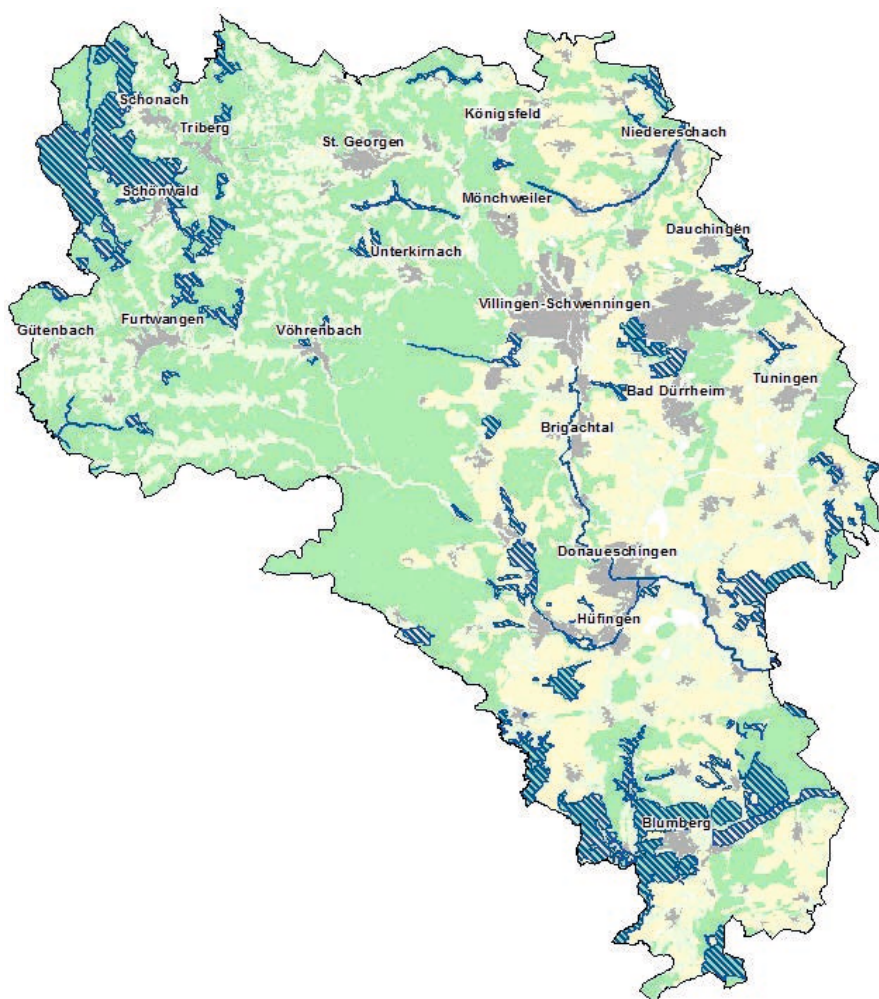 Schonach
Triberg
St. Georgen
Königsfeld
Niedereschach
Schönwald
Mönchweiler
Dauchingen
Unterkirnach
Villingen-Schwenningen
Gütenbach
Furtwangen
Vöhrenbach
Bad Dürrheim
Tuningen
Brigachtal
Donaueschingen
Hüfingen
Blumberg